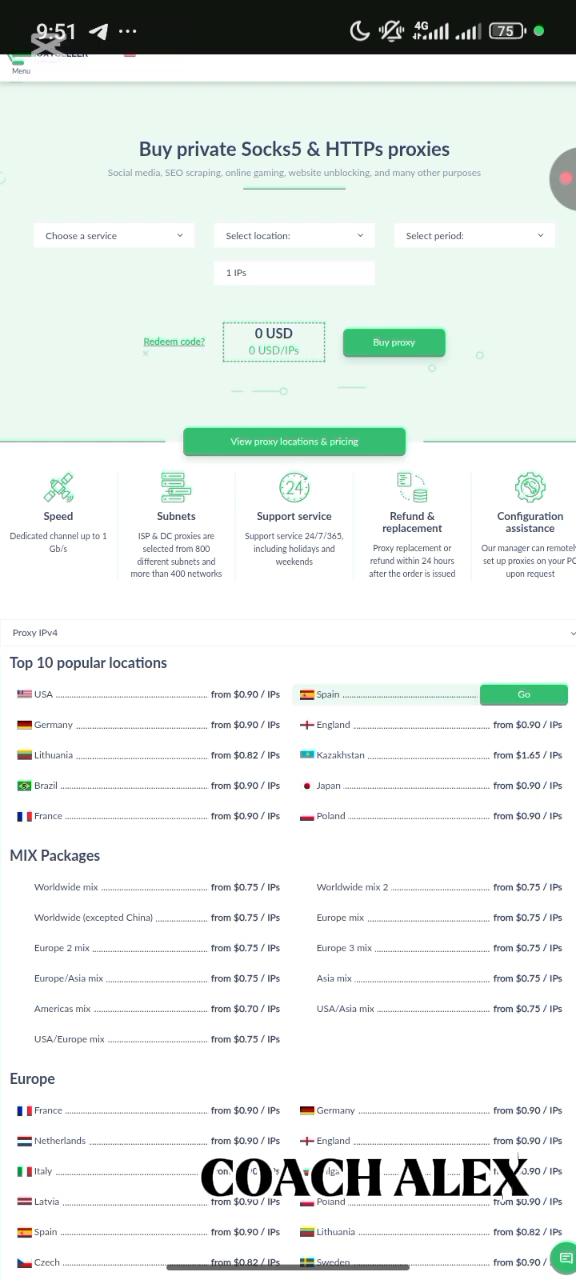 9:51
4G
75
Menu
Buy private Socks5 & HTTPs proxies
Social media, SEO scraping, online gaming, website unblocking, and many other purposes
Choose a service
Select location:
Select period:
1 IPs
Redeem code?
0 USD
0 USD/IPs
Buy proxy
View proxy locations & pricing
24
Speed
Dedicated channel up to 1
Gb/s
Subnets
ISP & DC proxies are
selected from 800
different subnets and
more than 400 networks
Support service
Support service 24/7/365,
including holidays and
weekends
Refund &
replacement
Proxy replacement or
refund within 24 hours
after the order is issued
Configuration
assistance
Our manager can remotely
set up proxies on your PC
upon request
Proxy IPv4
Top 10 popular locations
USA from $0.90 / IPs
Spain Go
Germany from $0.90 / IPs
England from $0.90 / IPs
Lithuania from $0.82 / IPs
Kazakhstan from $1.65 / IPs
Brazil from $0.90 / IPs
Japan from $0.90 / IPs
France from $0.90 / IPs
Poland from $0.90 / IPs
MIX Packages
Worldwide mix from $0.75 / IPs
Worldwide mix 2 from $0.75 / IPs
Worldwide (excepted China) from $0.75 / IPs
Europe mix from $0.75 / IPs
Europe 2 mix from $0.75 / IPs
Europe 3 mix from $0.75 / IPs
Europe/Asia mix from $0.75 / IPs
Asia mix from $0.75 / IPs
Americas mix from $0.70 / IPs
USA/Asia mix from $0.75 / IPs
USA/Europe mix from $0.75 / IPs
Europe
France from $0.90 / IPs
Germany from $0.90 / IPs
Netherlands from $0.90 / IPs
England from $0.90 / IPs
Italy
COACH ALEX
Latvia from $0.90 / IPs
Poland from $0.90 / IPs
Spain from $0.90 / IPs
Lithuania from $0.82 / IPs
Czech from $0.82 / IPs
Sweden from $0.90 /